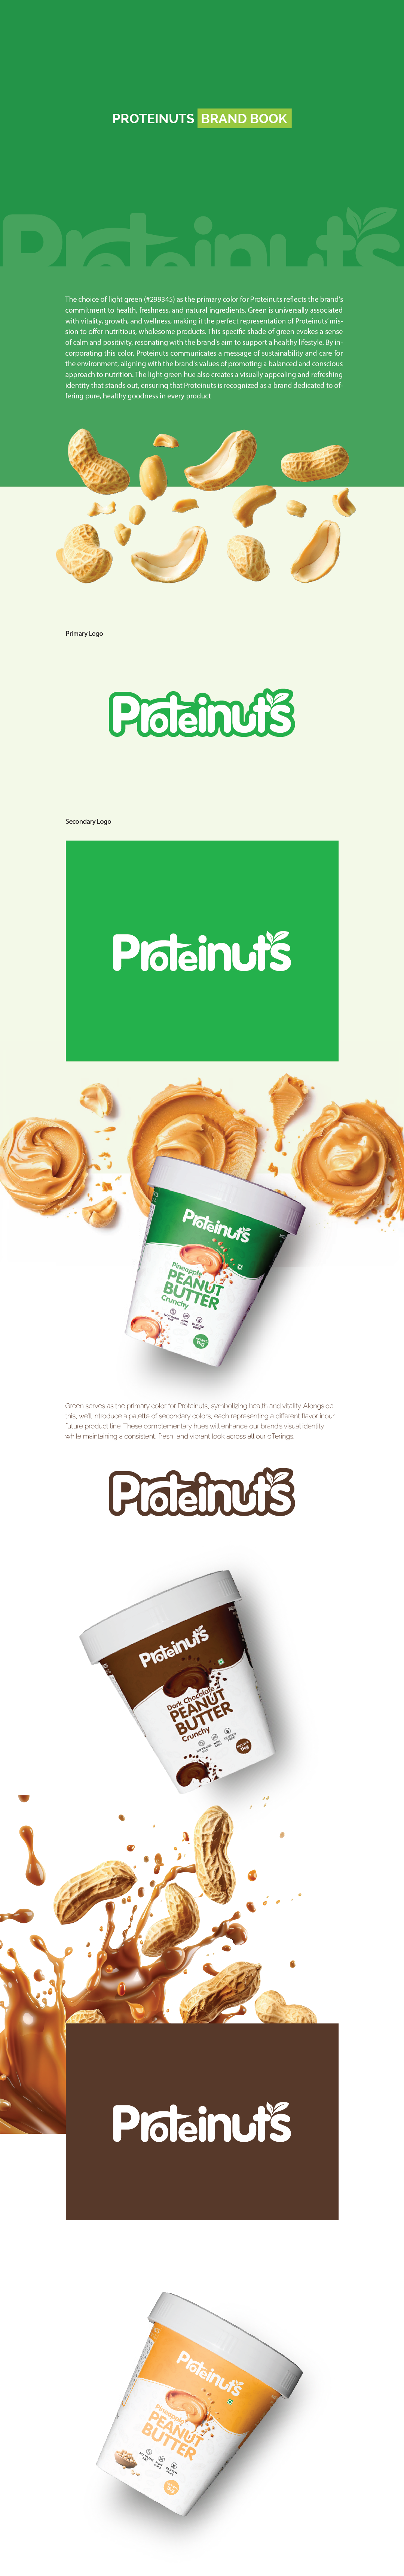 PROTEINUTS BRAND BOOK
Proteinuts
The choice of light green (#299345) as the primary color for Proteinuts reflects the brand's
commitment to health, freshness, and natural ingredients. Green is universally associated
with vitality, growth, and wellness, making it the perfect representation of Proteinuts' mis-
sion to offer nutritious, wholesome products. This specific shade of green evokes a sense
of calm and positivity, resonating with the brand's aim to support a healthy lifestyle. By in-
corporating this color, Proteinuts communicates a message of sustainability and care for
the environment, aligning with the brand's values of promoting a balanced and conscious
approach to nutrition. The light green hue also creates a visually appealing and refreshing
identity that stands out, ensuring that Proteinuts is recognized as a brand dedicated to of-
fering pure, healthy goodness in every product
Primary Logo
Proteinuts
Secondary Logo
Proteinuts
Proteinuts
Pineapple
PEANUT
BUTTER
Crunchy
1kg
Green serves as the primary color for Proteinuts, symbolizing health and vitality. Alongside
this, we'll introduce a palette of secondary colors, each representing a different flavor inour
future product line. These complementary hues will enhance our brand's visual identity
while maintaining a consistent, fresh, and vibrant look across all our offerings.
Proteinuts
Proteinuts
Dark Chocolate
PEANUT
BUTTER
Crunchy
1kg
Proteinuts
Proteinuts
Pineapple
PEANUT
BUTTER
1kg